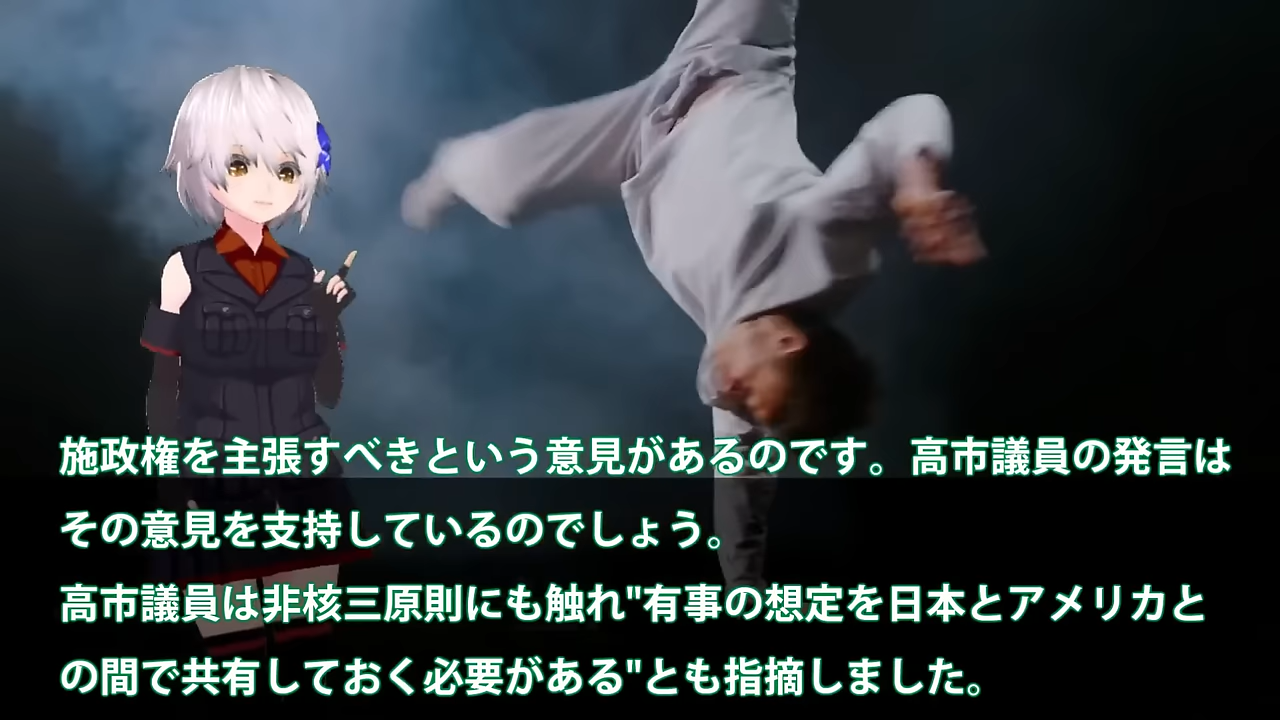 施政権を主張すべきという意見があるのです。高市議員の発言は
その意見を支持しているのでしょう。
高市議員は非核三原則にも触れ"有事の想定を日本とアメリカと
の間で共有しておく必要がある"とも指摘しました。